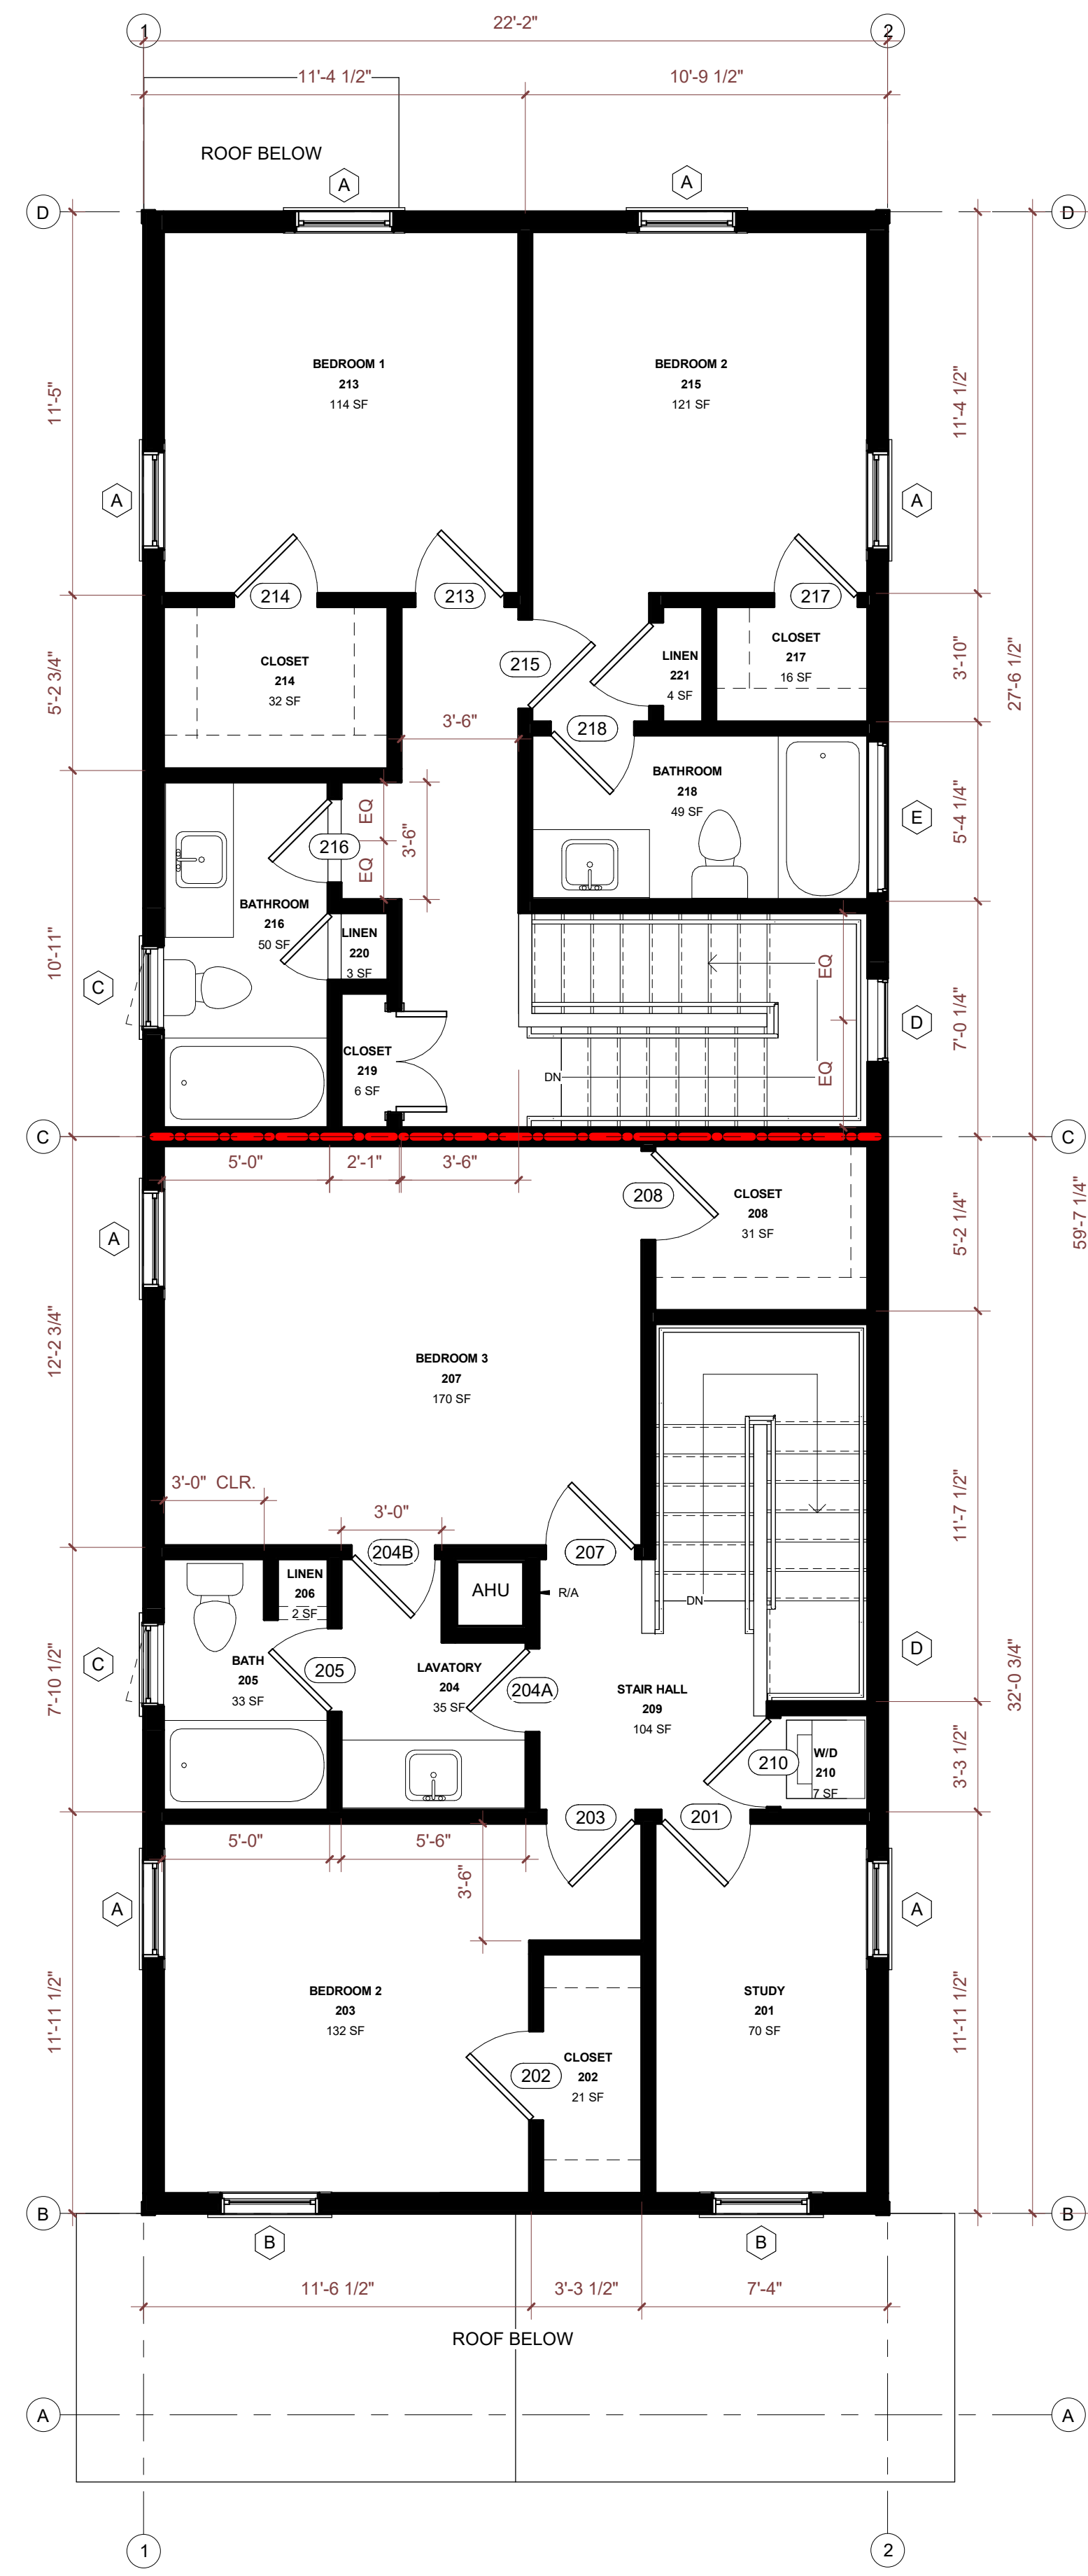 1
22'-2"
2
11'-4 1/2"
10'-9 1/2"
ROOF BELOW
A
A
D
D
BEDROOM 1
213
114 SF
BEDROOM 2
215
121 SF
11'-5"
11'-4 1/2"
A
A
214
213
217
215
CLOSET
214
32 SF
LINEN
221
4 SF
CLOSET
217
16 SF
5'-2 3/4"
3'-10"
27'-6 1/2"
3'-6"
218
BATHROOM
218
49 SF
EQ
EQ
3'-6"
216
E
5'-4 1/4"
BATHROOM
216
50 SF
LINEN
220
3 SF
10'-11"
C
EQ
EQ
D
7'-0 1/4"
CLOSET
219
6 SF
DN
C
C
5'-0"
2'-1"
3'-6"
208
CLOSET
208
31 SF
A
5'-2 1/4"
59'-7 1/4"
12'-2 3/4"
BEDROOM 3
207
170 SF
3'-0" CLR.
3'-0"
11'-7 1/2"
204B
207
LINEN
206
2 SF
AHU
R/A
DN
C
BATH
205
33 SF
205
LAVATORY
204
35 SF
204A
STAIR HALL
209
104 SF
D
7'-10 1/2"
32'-0 3/4"
210
W/D
210
7 SF
3'-3 1/2"
203
201
5'-0"
5'-6"
3'-6"
A
A
BEDROOM 2
203
132 SF
STUDY
201
70 SF
11'-11 1/2"
11'-11 1/2"
202
CLOSET
202
21 SF
B
B
B
B
11'-6 1/2"
3'-3 1/2"
7'-4"
ROOF BELOW
A
A
1
2